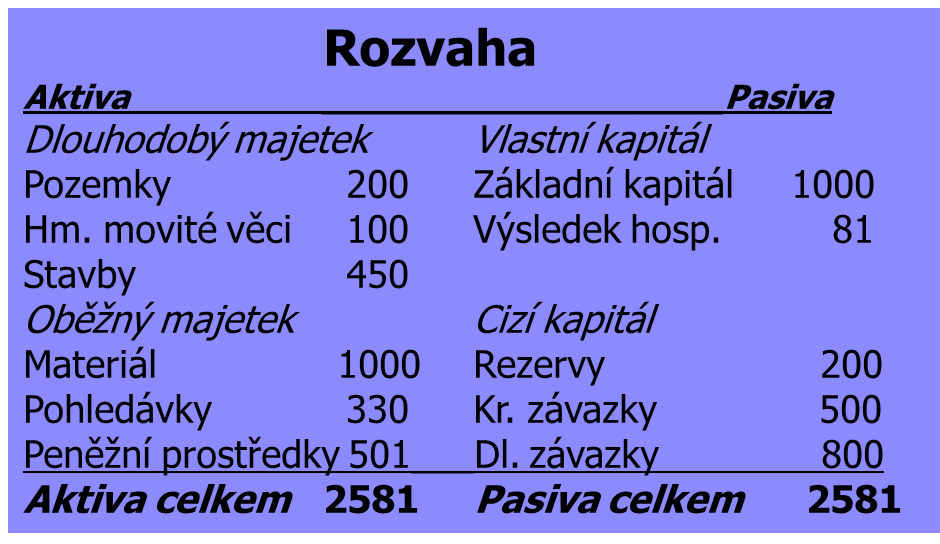 Rozvaha
Aktiva Pasiva
Dlouhodobý majetek Vlastní kapitál
Pozemky 200 Základní kapitál 1000
Hm. movité věci 100 Výsledek hosp. 81
Stavby 450
Oběžný majetek Cizí kapitál
Materiál 1000 Rezervy 200
Pohledávky 330 Kr. závazky 500
Peněžní prostředky 501 Dl. závazky 800
Aktiva celkem 2581 Pasiva celkem 2581